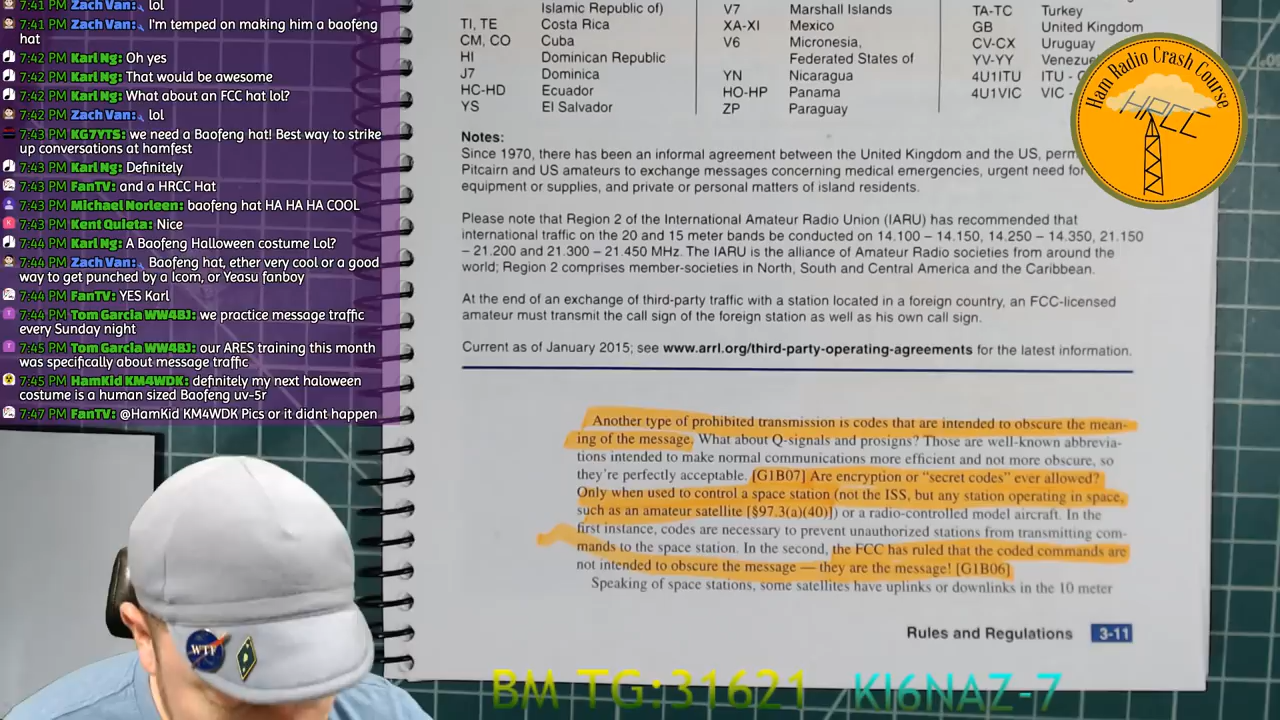 7:41 PM Zach Van: lol
7:41 PM Zach Van: I'm temped on making him a baofeng
hat
7:42 PM Karl Ng: Oh yes
7:42 PM Karl Ng: That would be awesome
7:42 PM Karl Ng: What about an FCC hat lol?
7:42 PM Zach Van: lol
7:43 PM KG7YTS: we need a Baofeng hat! Best way to strike
up conversations at hamfest
7:43 PM Karl Ng: Definitely
7:43 PM FanTV: and a HRCC Hat
7:43 PM Michael Norleen: baofeng hat HA HA HA COOL
7:43 PM Kent Quieta: Nice
7:44 PM Karl Ng: A Baofeng Halloween costume Lol?
7:44 PM Zach Van: Baofeng hat, ether very cool or a good
way to get punched by a Icom, or Yeasu fanboy
7:44 PM FanTV: YES Karl
7:44 PM Tom Garcia WW4BJ: we practice message traffic
every Sunday night
7:45 PM Tom Garcia WW4BJ: our ARES training this month
was specifically about message traffic
7:45 PM HamKid KM4WDK: definitely my next haloween
costume is a human sized Baofeng uv-5r
7:47 PM FanTV: @HamKid KM4WDK Pics or it didnt happen
Islamic Republic of)
TI, TE Costa Rica
CM, CO Cuba
HI Dominican Republic
J7 Dominica
HC-HD Ecuador
YS El Salvador
V7 Marshall Islands
XA-XI Mexico
V6 Micronesia,
Federated States of
YN Nicaragua
HO-HP Panama
ZP Paraguay
TA-TC Turkey
GB United Kingdom
CV-CX Uruguay
YV-YY Venezue
4U1ITU ITU -
4U1VIC VIC -
Ham Radio Crash Course
HRCC
Notes:
Since 1970, there has been an informal agreement between the United Kingdom and the US, perm
Pitcairn and US amateurs to exchange messages concerning medical emergencies, urgent need for
equipment or supplies, and private or personal matters of island residents.
Please note that Region 2 of the International Amateur Radio Union (IARU) has recommended that
international traffic on the 20 and 15 meter bands be conducted on 14.100 – 14.150, 14.250 – 14.350, 21.150
– 21.200 and 21.300 – 21.450 MHz. The IARU is the alliance of Amateur Radio societies from around the
world; Region 2 comprises member-societies in North, South and Central America and the Caribbean.
At the end of an exchange of third-party traffic with a station located in a foreign country, an FCC-licensed
amateur must transmit the call sign of the foreign station as well as his own call sign.
Current as of January 2015; see www.arrl.org/third-party-operating-agreements for the latest information.
Another type of prohibited transmission is codes that are intended to obscure the mean-
ing of the message. What about Q-signals and prosigns? Those are well-known abbrevia-
tions intended to make normal communications more efficient and not more obscure, so
they're perfectly acceptable. [G1B07] Are encryption or “secret codes” ever allowed?
Only when used to control a space station (not the ISS, but any station operating in space,
such as an amateur satellite [§97.3(a)(40)]) or a radio-controlled model aircraft. In the
first instance, codes are necessary to prevent unauthorized stations from transmitting com-
mands to the space station. In the second, the FCC has ruled that the coded commands are
not intended to obscure the message — they are the message! [G1B06]
Speaking of space stations, some satellites have uplinks or downlinks in the 10 meter
Rules and Regulations 3-11
WTF
BM TG:31621 KI6NAZ-7